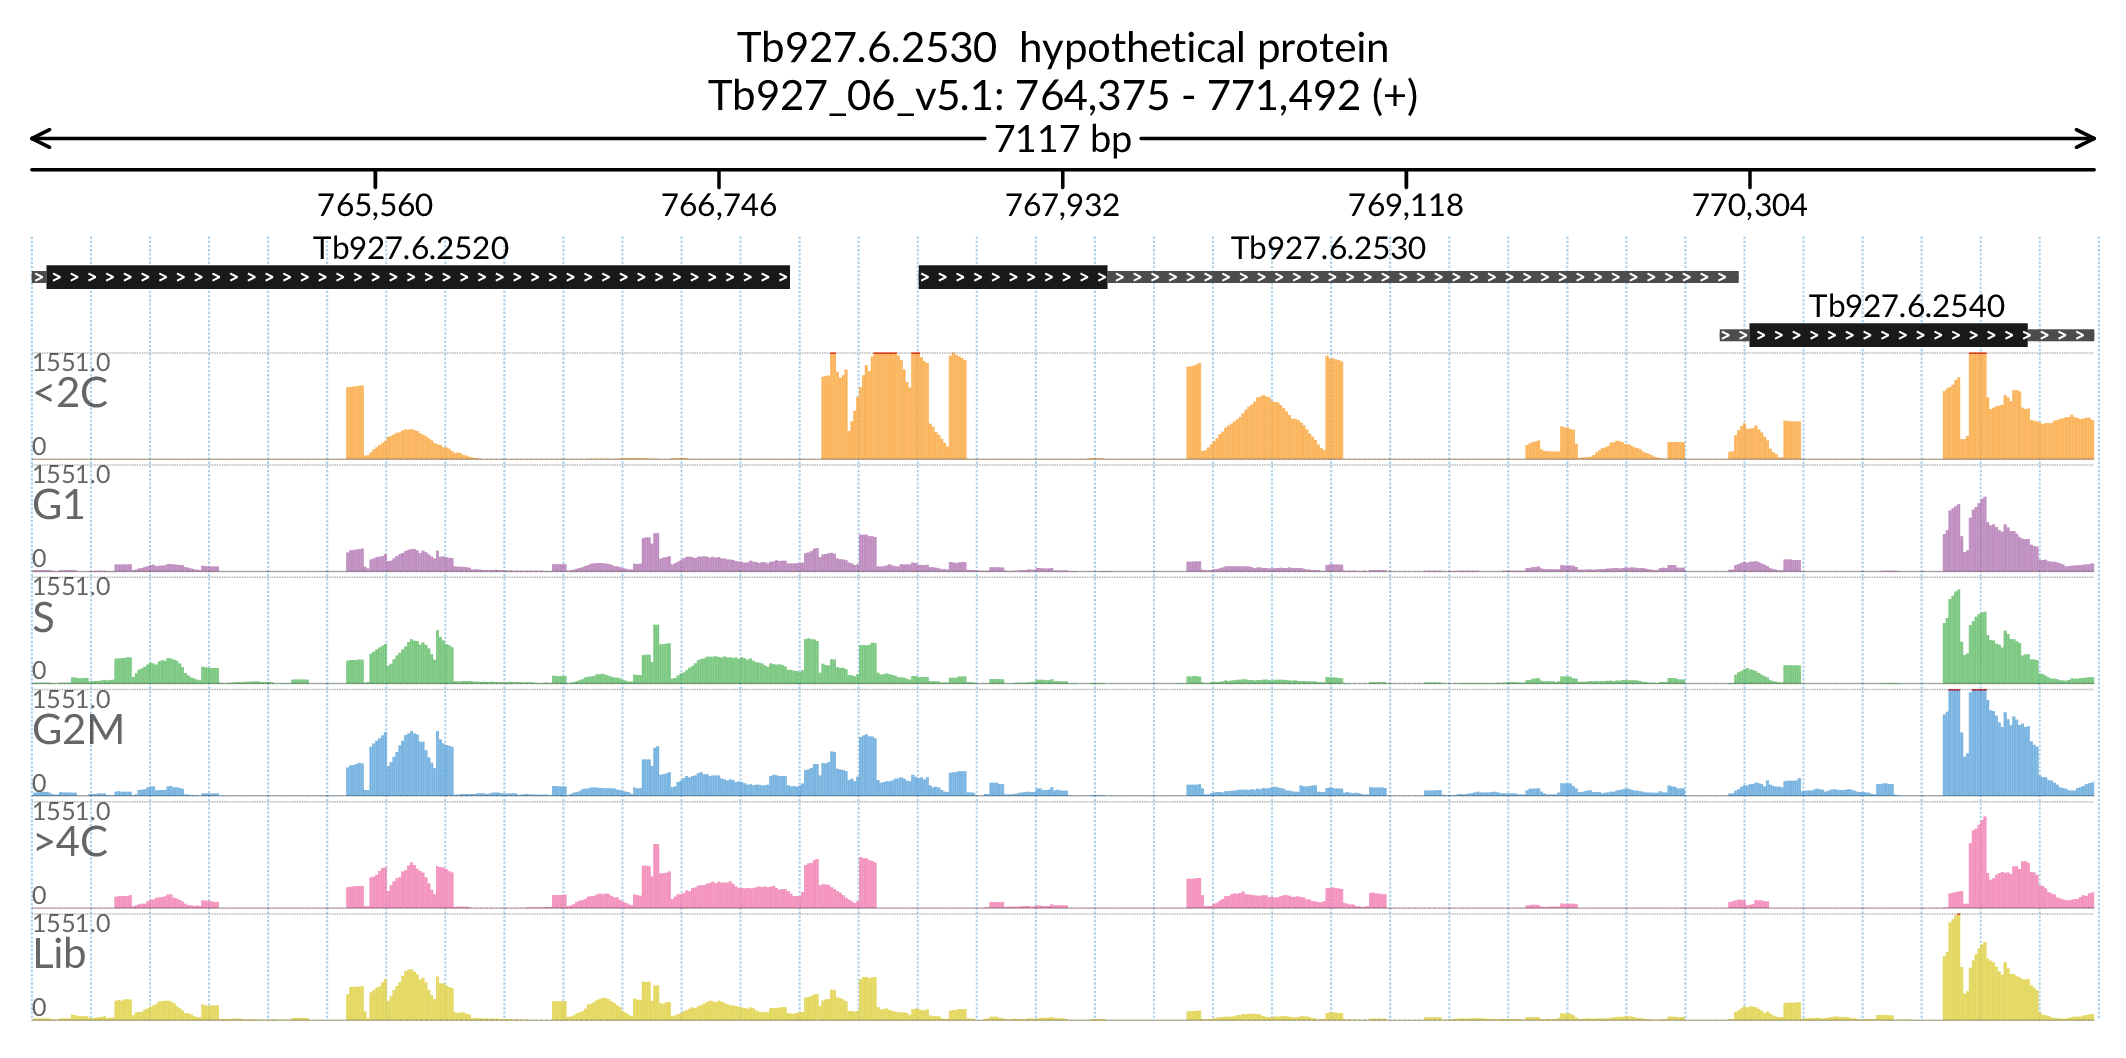 Tb927.6.2530 hypothetical protein
Tb927_06_v5.1: 764,375 - 771,492 (+)
7117 bp
765,560 766,746 767,932 769,118 770,304
Tb927.6.2520 Tb927.6.2530
Tb927.6.2540
1551.0
<2C
0
1551.0
G1
0
1551.0
S
0
1551.0
G2M
0
1551.0
>4C
0
1551.0
Lib
0